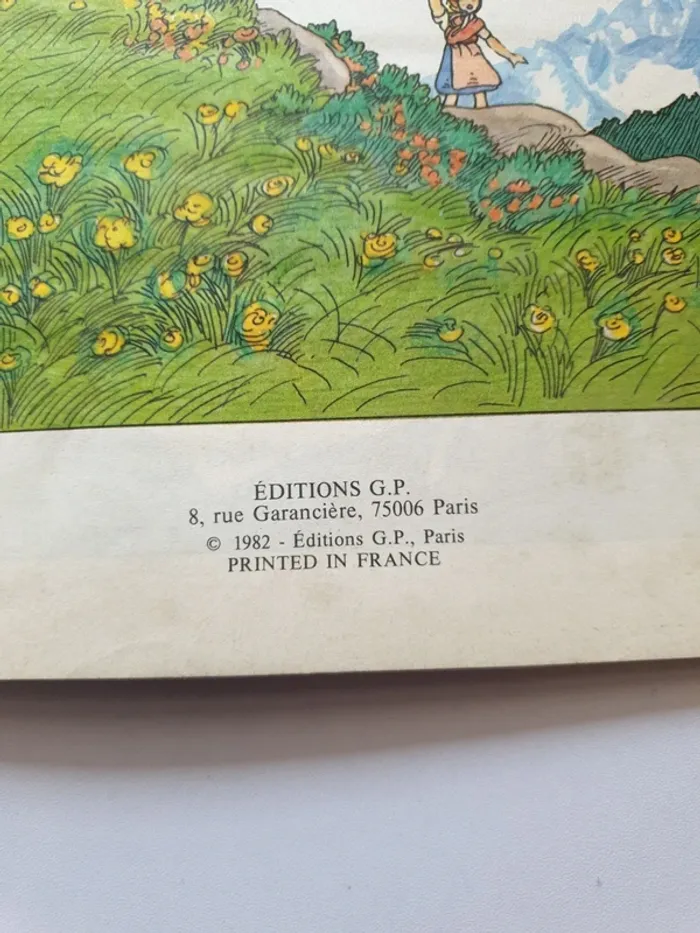 ÉDITIONS G.P.
8, rue Garancière, 75006 Paris
© 1982 - Éditions G.P., Paris
PRINTED IN FRANCE